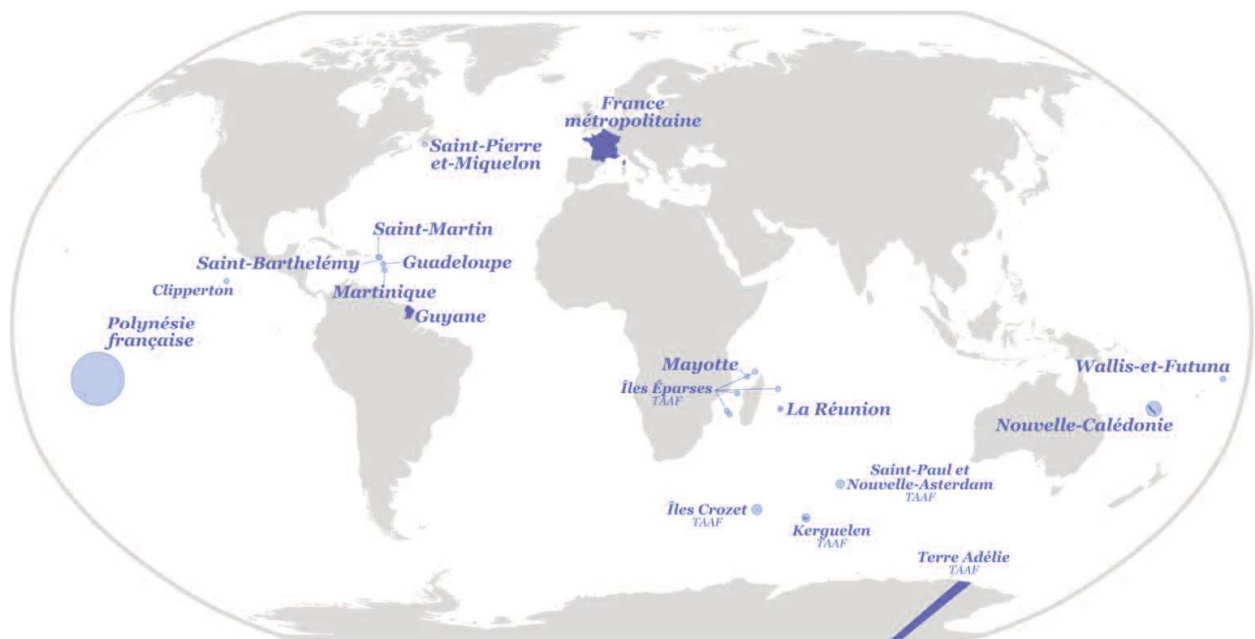 France
métropolitaine
Saint-Pierre
et-Miquelon
Saint-Martin
Saint-Barthelémy
Guadeloupe
Clipperton
Martinique
Guyane
Polynésie
française
Mayotte
Îles Éparses
TAAF
La Réunion
Wallis-et-Futuna
Nouvelle-Calédonie
Saint-Paul et
Nouvelle-Asterdam
TAAF
Îles Crozet
TAAF
Kerguelen
TAAF
Terre Adélie
TAAF